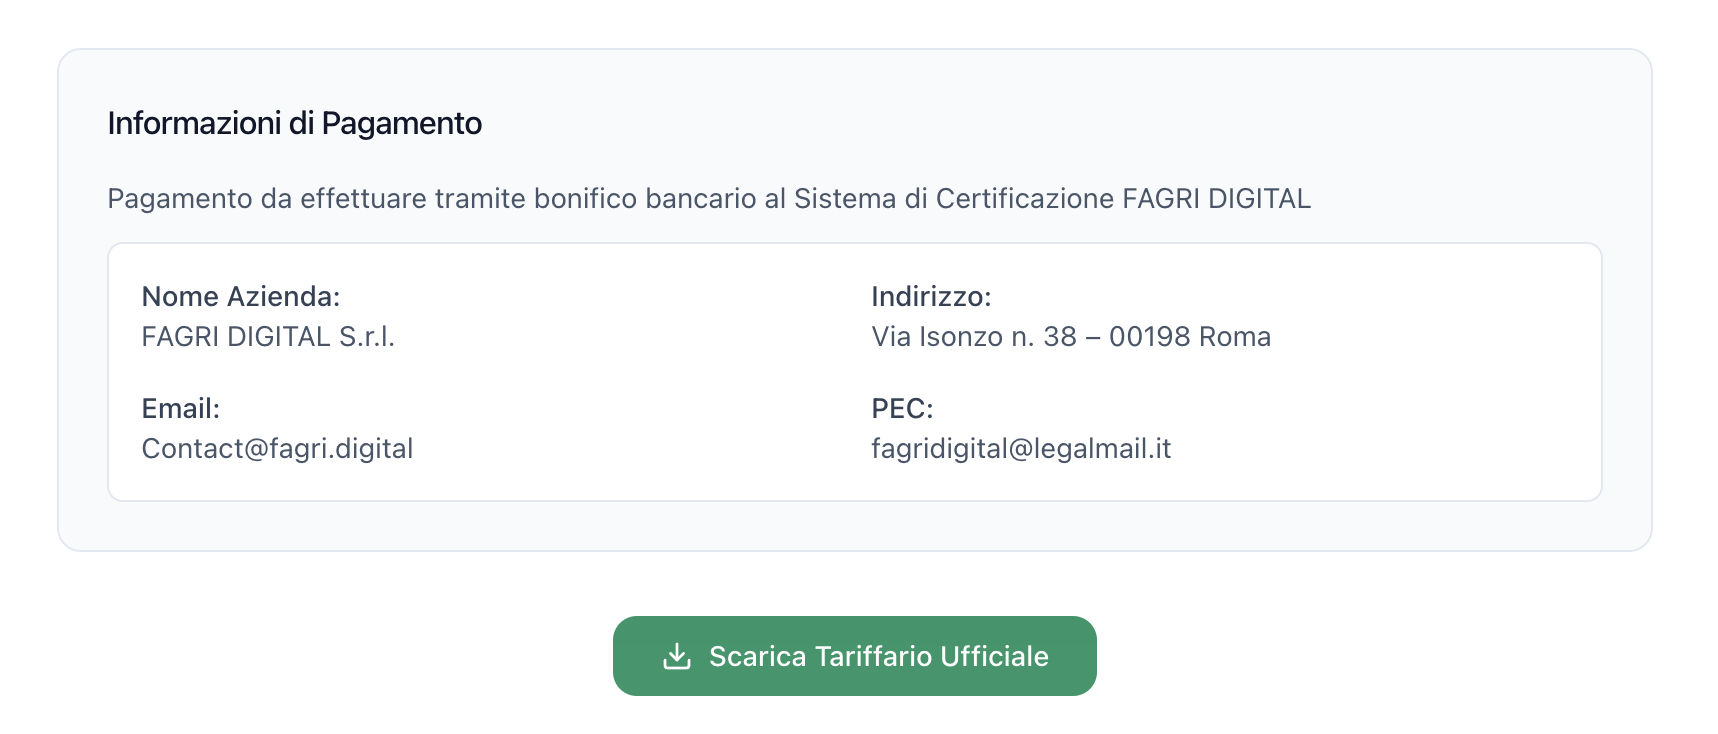 Informazioni di Pagamento
Pagamento da effettuare tramite bonifico bancario al Sistema di Certificazione FAGRI DIGITAL
Nome Azienda:
FAGRI DIGITAL S.r.l.
Indirizzo:
Via Isonzo n. 38 – 00198 Roma
Email:
Contact@fagri.digital
PEC:
fagridigital@legalmail.it
Scarica Tariffario Ufficiale